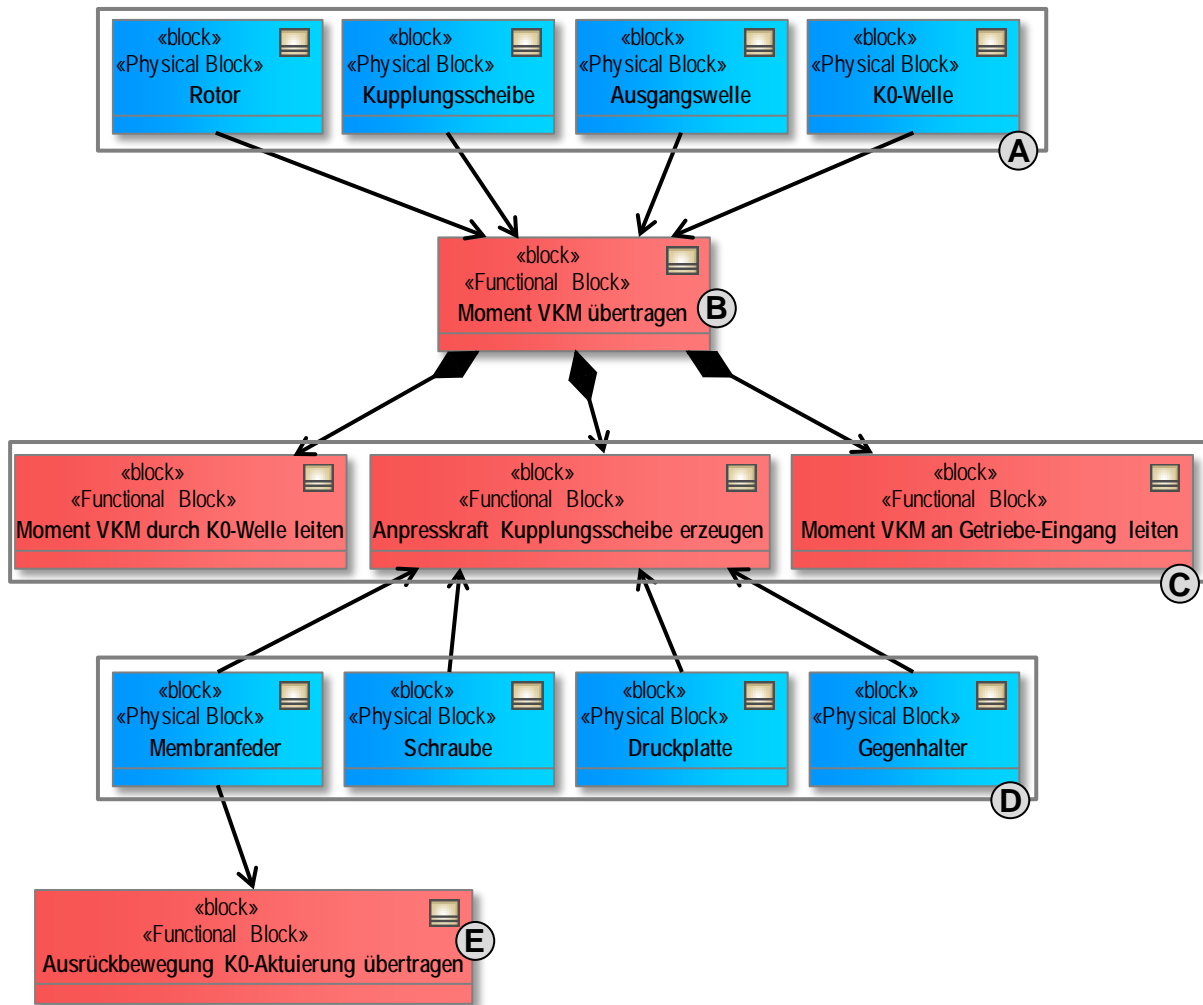 «block»
«Physical Block»
Rotor
«block»
«Physical Block»
Kupplungsscheibe
«block»
«Physical Block»
Ausgangswelle
«block»
«Physical Block»
K0-Welle
A
«block»
«Functional Block»
Moment VKM übertragen
B
«block»
«Functional Block»
Moment VKM durch K0-Welle leiten
«block»
«Functional Block»
Anpresskraft Kupplungsscheibe erzeugen
«block»
«Functional Block»
Moment VKM an Getriebe-Eingang leiten
C
«block»
«Physical Block»
Membranfeder
«block»
«Physical Block»
Schraube
«block»
«Physical Block»
Druckplatte
«block»
«Physical Block»
Gegenhalter
D
«block»
«Functional Block»
Ausrückbewegung K0-Aktuierung übertragen
E